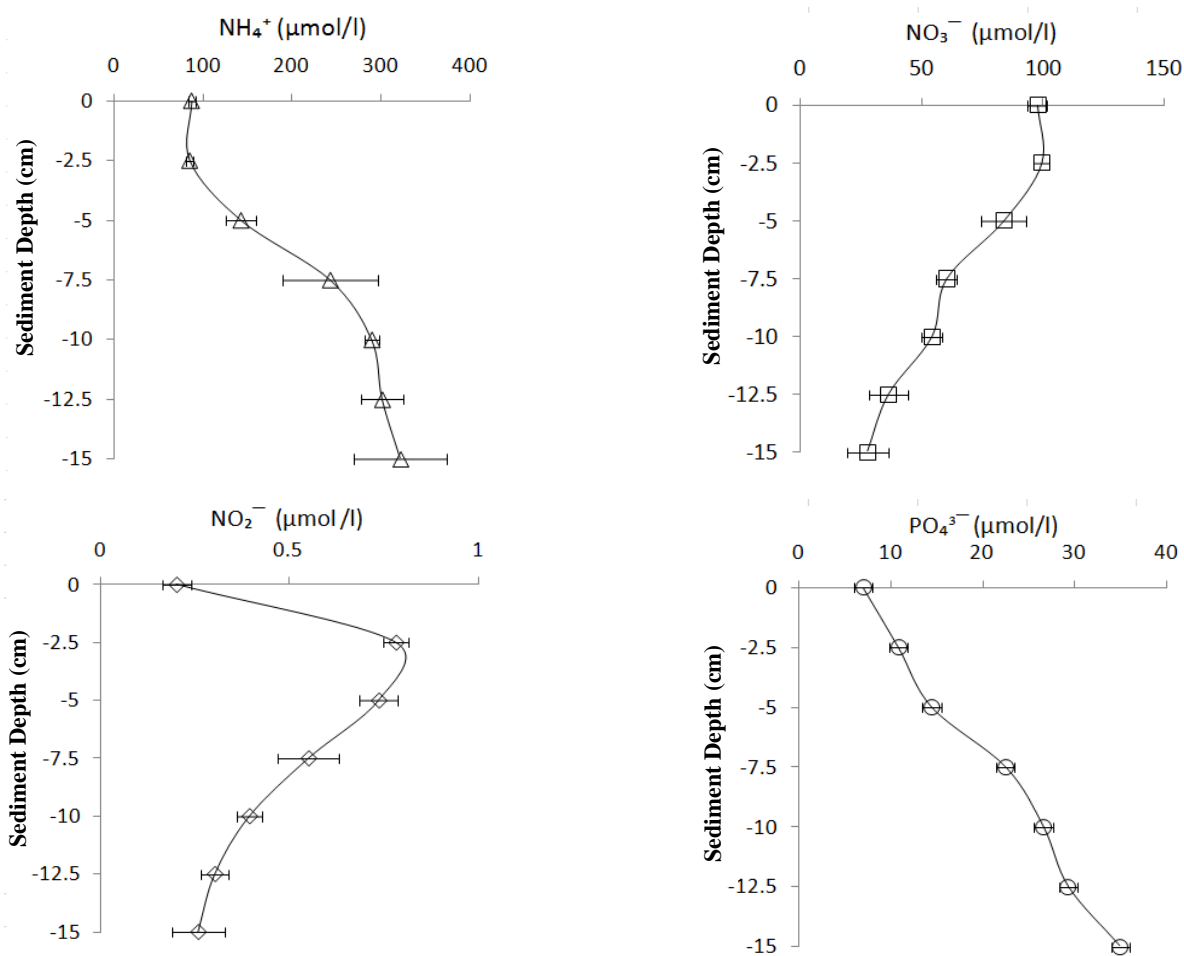 NH₄⁺ (µmol/l)
0 100 200 300 400
0
-2.5
-5
-7.5
-10
-12.5
-15
Sediment Depth (cm)
NO₃⁻ (µmol/l)
0 50 100 150
0
-2.5
-5
-7.5
-10
-12.5
-15
Sediment Depth (cm)
NO₂⁻ (µmol/l)
0 0.5 1
0
-2.5
-5
-7.5
-10
-12.5
-15
Sediment Depth (cm)
PO₄³⁻ (µmol/l)
0 10 20 30 40
0
-2.5
-5
-7.5
-10
-12.5
-15
Sediment Depth (cm)